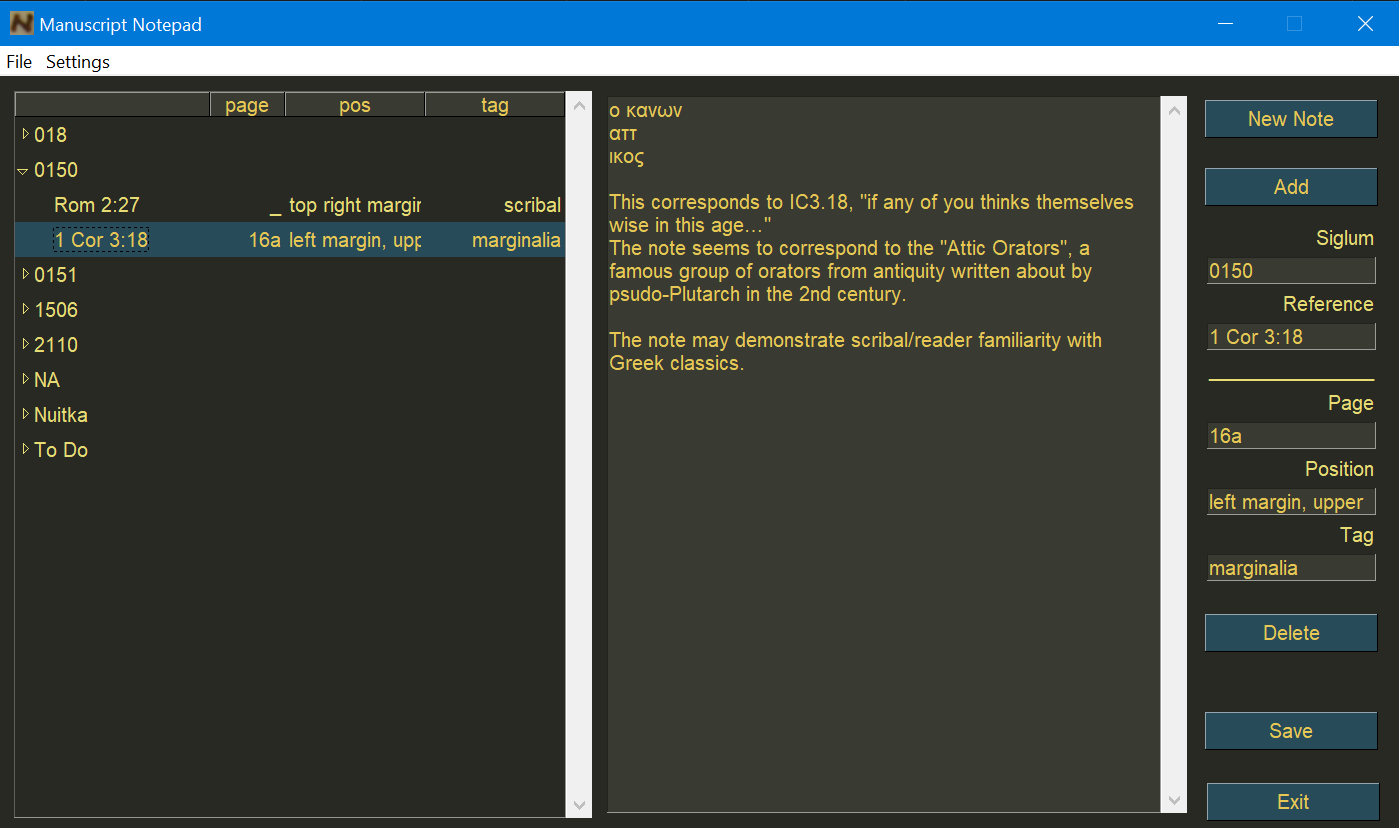 Manuscript Notepad
File Settings
page pos tag
018
0150
Rom 2:27 _ top right margin scribal
1 Cor 3:18 16a left margin, upp marginalia
0151
1506
2110
NA
Nuitka
To Do
ο κανων
αττ
ικος
This corresponds to IC3.18, "if any of you thinks themselves
wise in this age…"
The note seems to correspond to the "Attic Orators", a
famous group of orators from antiquity written about by
psudo-Plutarch in the 2nd century.
The note may demonstrate scribal/reader familiarity with
Greek classics.
New Note
Add
Siglum
0150
Reference
1 Cor 3:18
Page
16a
Position
left margin, upper
Tag
marginalia
Delete
Save
Exit